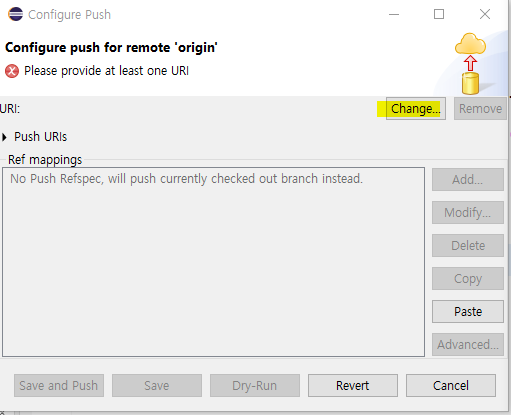 Configure Push
Configure push for remote 'origin'
Please provide at least one URI
URI:
Change...
Remove
Push URIs
Ref mappings
No Push Refspec, will push currently checked out branch instead.
Add...
Modify...
Delete
Copy
Paste
Advanced...
Save and Push
Save
Dry-Run
Revert
Cancel